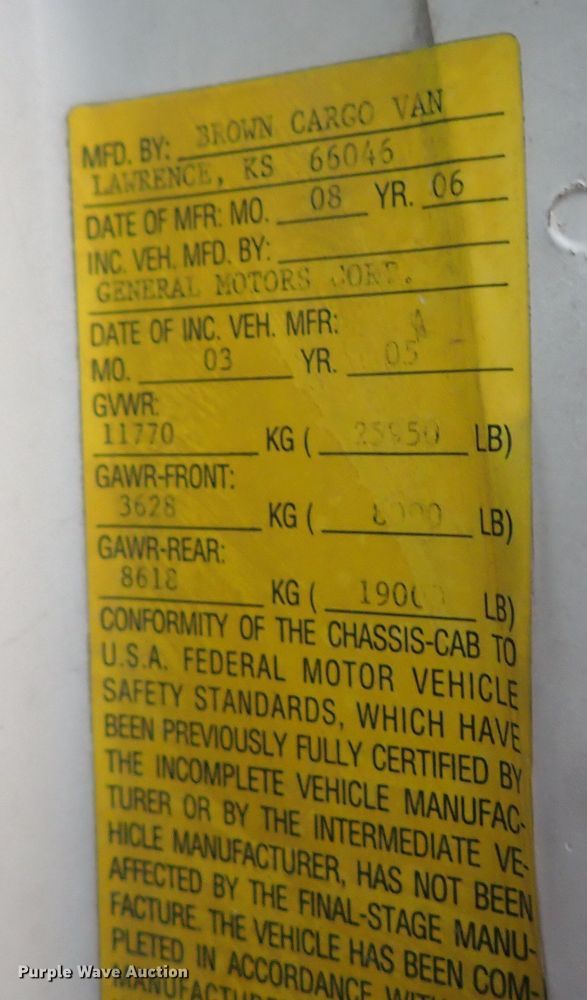 MFD. BY: BROWN CARGO VAN
LAWRENCE, KS 66046
DATE OF MFR: MO. 08 YR. 06
INC. VEH. MFD. BY:
GENERAL MOTORS CORP.
DATE OF INC. VEH. MFR:
MO. 03 YR. 05
GVWR:
11770 KG ( 25950 LB)
GAWR-FRONT:
3628 KG ( LB)
GAWR-REAR:
8618 KG ( LB)
CONFORMITY OF THE CHASSIS-CAB TO
U.S.A. FEDERAL MOTOR VEHICLE
SAFETY STANDARDS, WHICH HAVE
BEEN PREVIOUSLY FULLY CERTIFIED BY
THE INCOMPLETE VEHICLE MANUFAC-
TURER OR BY THE INTERMEDIATE VE-
HICLE MANUFACTURER, HAS NOT BEEN
AFFECTED BY THE FINAL-STAGE MANU-
FACTURE. THE VEHICLE HAS BEEN COM-
PLETED IN ACCORDANCE
Purple Wave Auction